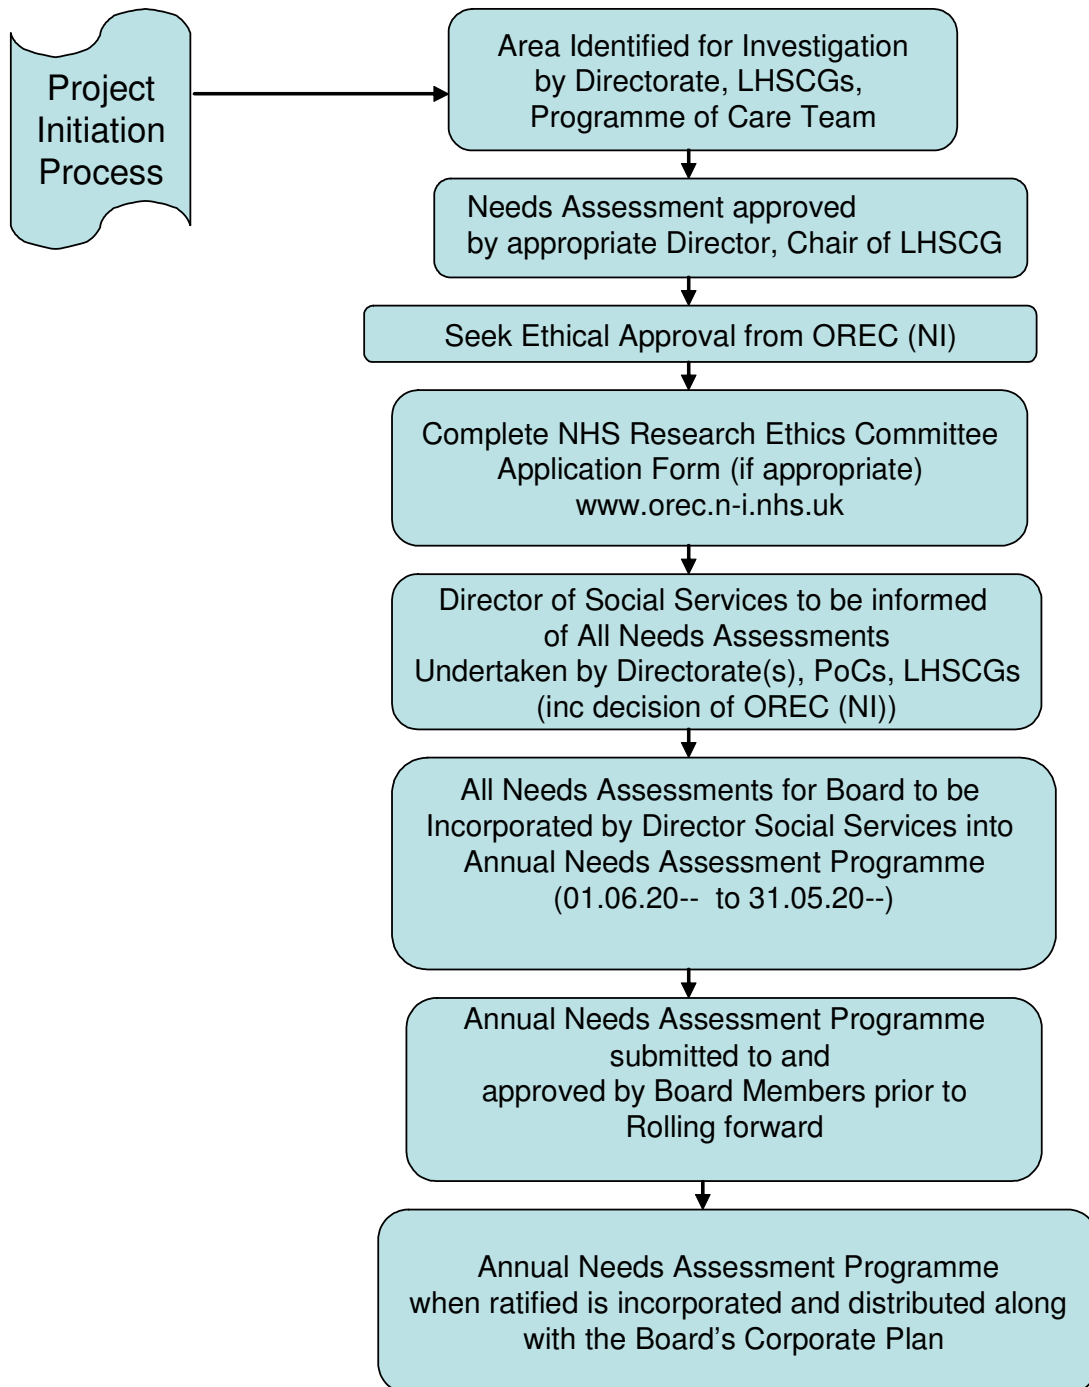 Project
Initiation
Process
Area Identified for Investigation
by Directorate, LHSCGs,
Programme of Care Team
Needs Assessment approved
by appropriate Director, Chair of LHSCG
Seek Ethical Approval from OREC (NI)
Complete NHS Research Ethics Committee
Application Form (if appropriate)
www.orec.n-i.nhs.uk
Director of Social Services to be informed
of All Needs Assessments
Undertaken by Directorate(s), PoCs, LHSCGs
(inc decision of OREC (NI))
All Needs Assessments for Board to be
Incorporated by Director Social Services into
Annual Needs Assessment Programme
(01.06.20-- to 31.05.20--)
Annual Needs Assessment Programme
submitted to and
approved by Board Members prior to
Rolling forward
Annual Needs Assessment Programme
when ratified is incorporated and distributed along
with the Board's Corporate Plan